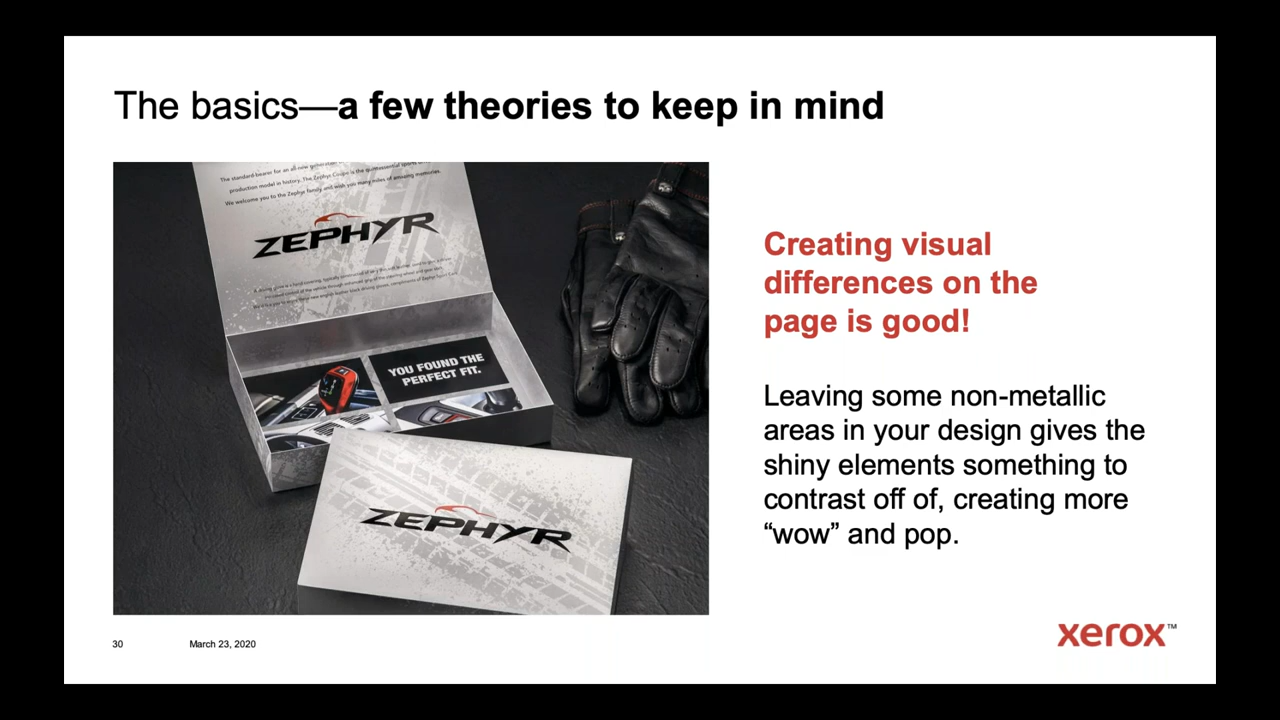 The basics—a few theories to keep in mind
The standard-bearer for an all-new generation
production model in history. The Zephyr Coupe is the quintessential sports
We welcome you to the Zephyr family and wish you many miles of amazing memories.
ZEPHYR
YOU FOUND THE
PERFECT FIT.
ZEPHYR
Creating visual
differences on the
page is good!
Leaving some non-metallic
areas in your design gives the
shiny elements something to
contrast off of, creating more
“wow” and pop.
30
March 23, 2020
xerox™